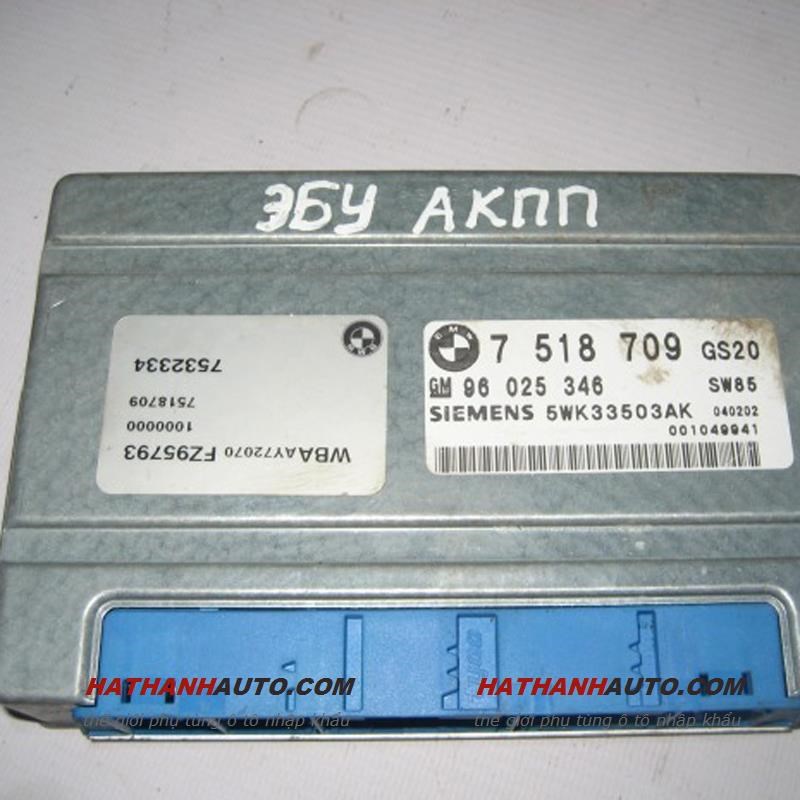 ЭБУ АКПП
7532334
7518709
1000000
WBAAY72070 FZ95793
BMW 7 518 709 GS20
GM 96 025 346 SW85
SIEMENS 5WK33503AK 040202
001049941
HATHANHAUTO.COM HATHANHAUTO.COM
thế giới phụ tùng ô tô nhập khẩu thế giới phụ tùng ô tô nhập khẩu